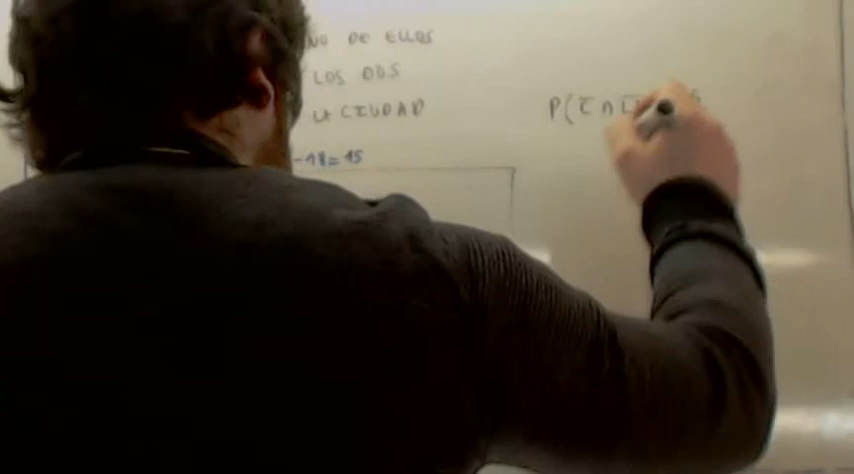 NO DE ELLOS
LOS DOS
LA CIUDAD
P(C̅ ∩
-18=15